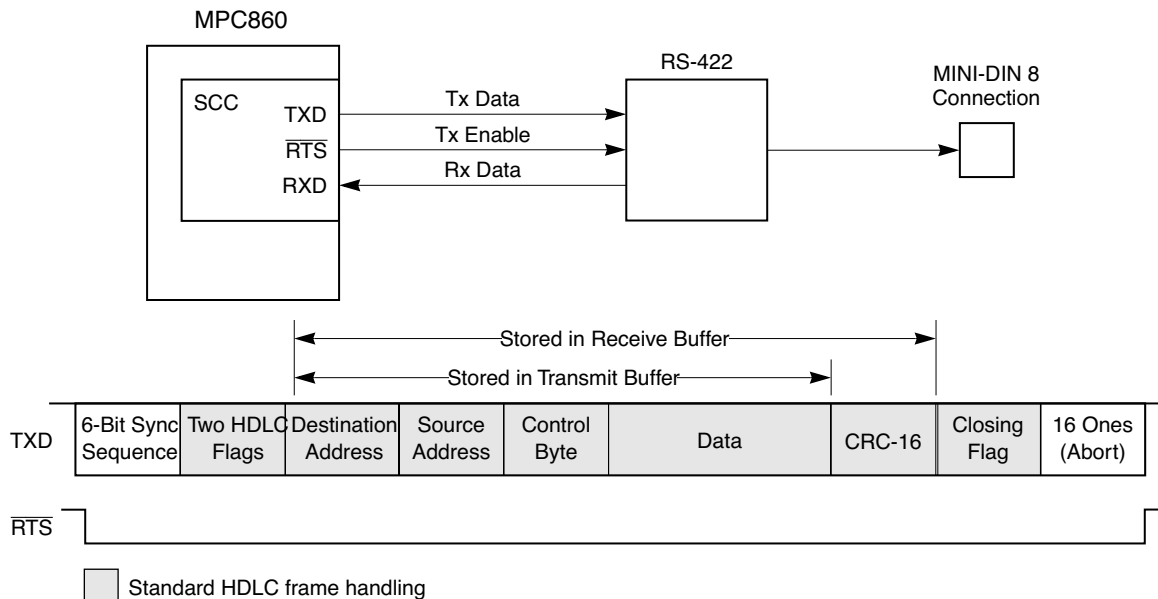 MPC860
SCC
TXD
RTS
RXD
Tx Data
Tx Enable
Rx Data
RS-422
MINI-DIN 8
Connection
Stored in Receive Buffer
Stored in Transmit Buffer
TXD
6-Bit Sync
Sequence
Two HDLC
Flags
Destination
Address
Source
Address
Control
Byte
Data
CRC-16
Closing
Flag
16 Ones
(Abort)
RTS
Standard HDLC frame handling